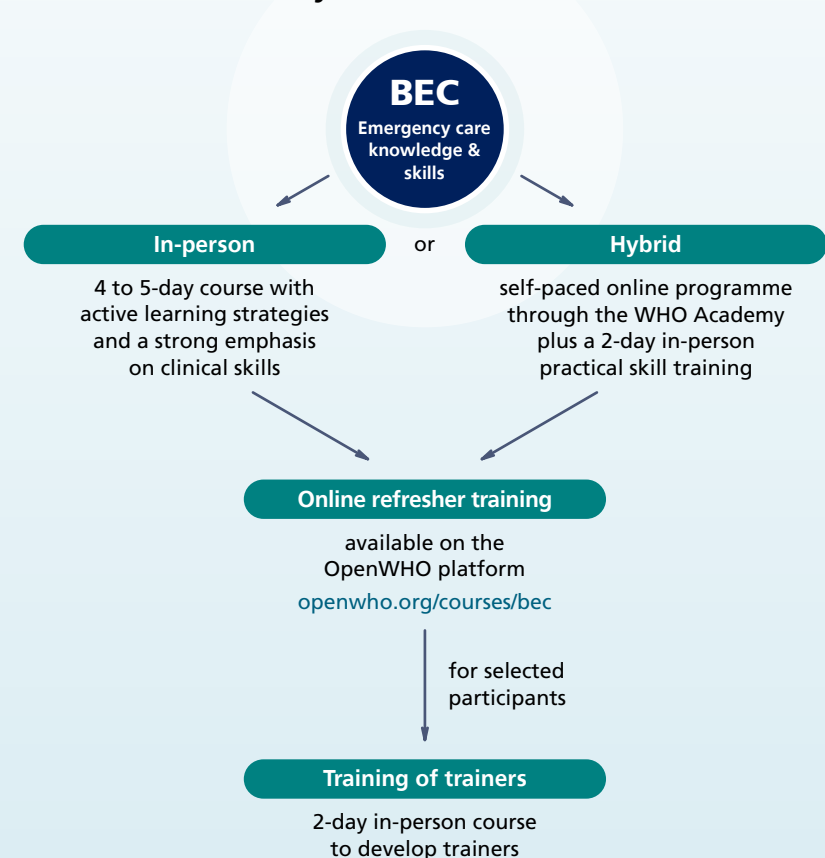 BEC
Emergency care
knowledge &
skills
In-person
or
Hybrid
4 to 5-day course with
active learning strategies
and a strong emphasis
on clinical skills
self-paced online programme
through the WHO Academy
plus a 2-day in-person
practical skill training
Online refresher training
available on the
OpenWHO platform
openwho.org/courses/bec
for selected
participants
Training of trainers
2-day in-person course
to develop trainers